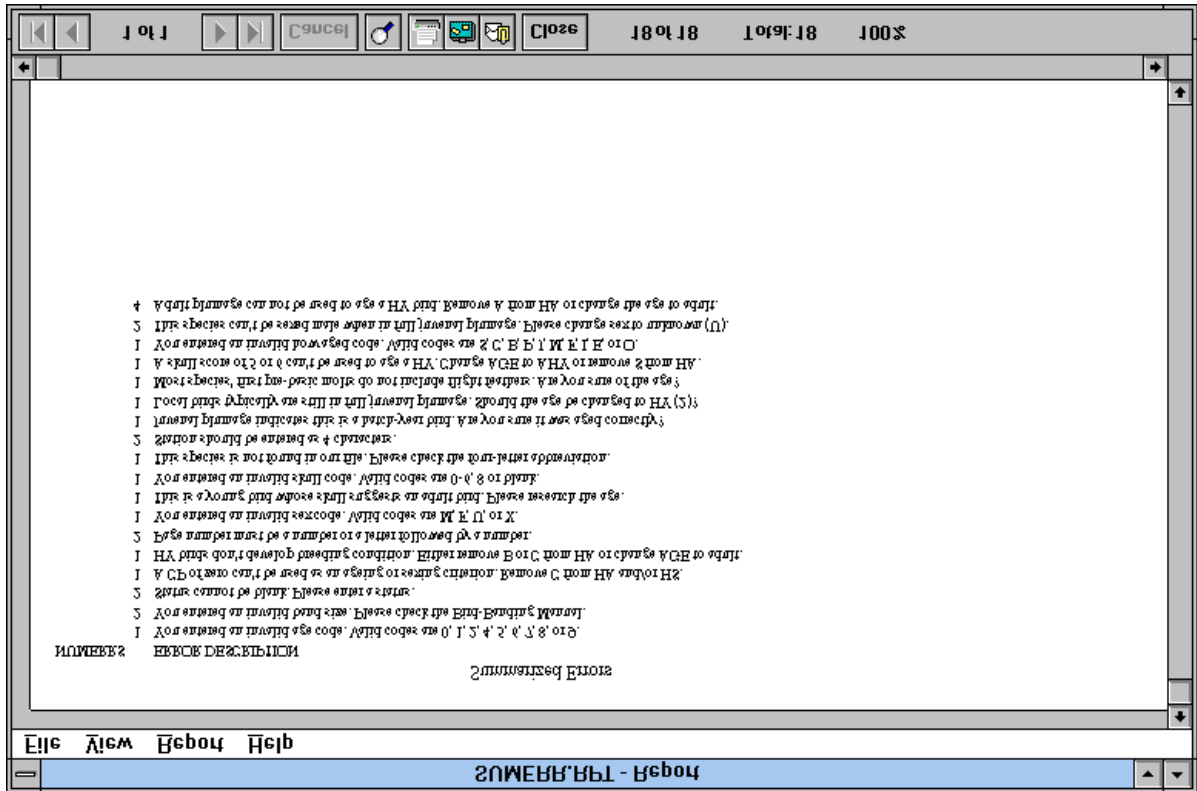 SUMERR.RPT - Report
File View Report Help
Summarized Errors
NUMERRS ERROR DESCRIPTION
1 You entered an invalid age code. Valid codes are 0, 1, 2, 4, 5, 6, 7, 8, or 9.
2 You entered an invalid band size. Please check the Bird-Banding Manual.
2 Status cannot be blank. Please enter a status.
1 A CP of zero can't be used as an ageing or sexing criterion. Remove C from HA and/or HS.
1 HY birds don't develop breeding condition. Either remove B or C from HA or change AGE to adult.
2 Page number must be a number or a letter followed by a number.
1 You entered an invalid sex code. Valid codes are M, F, U, or X.
1 This is a young bird whose skull suggests an adult bird. Please research the age.
1 You entered an invalid skull code. Valid codes are 0-6, 8 or blank.
1 This species is not found in our file. Please check the four-letter abbreviation.
2 Station should be entered as 4 characters.
1 Juvenal plumage indicates this is a hatch-year bird. Are you sure it was aged correctly?
1 Local birds typically are still in full juvenal plumage. Should the age be changed to HY (2)?
1 Most species' first pre-basic molts do not include flight feathers. Are you sure of the age?
1 A skull score of 5 or 6 can't be used to age a HY. Change AGE to AHY or remove S from HA.
1 You entered an invalid how aged code. Valid codes are S, C, B, P, J, M, F, I, E, or O.
2 This species can't be sexed male when in full juvenal plumage. Please change sex to unknown (U).
4 Adult plumage can not be used to age a HY bird. Remove A from HA or change the age to adult.
1 of 1 Cancel Close 18 of 18 Total: 18 100%